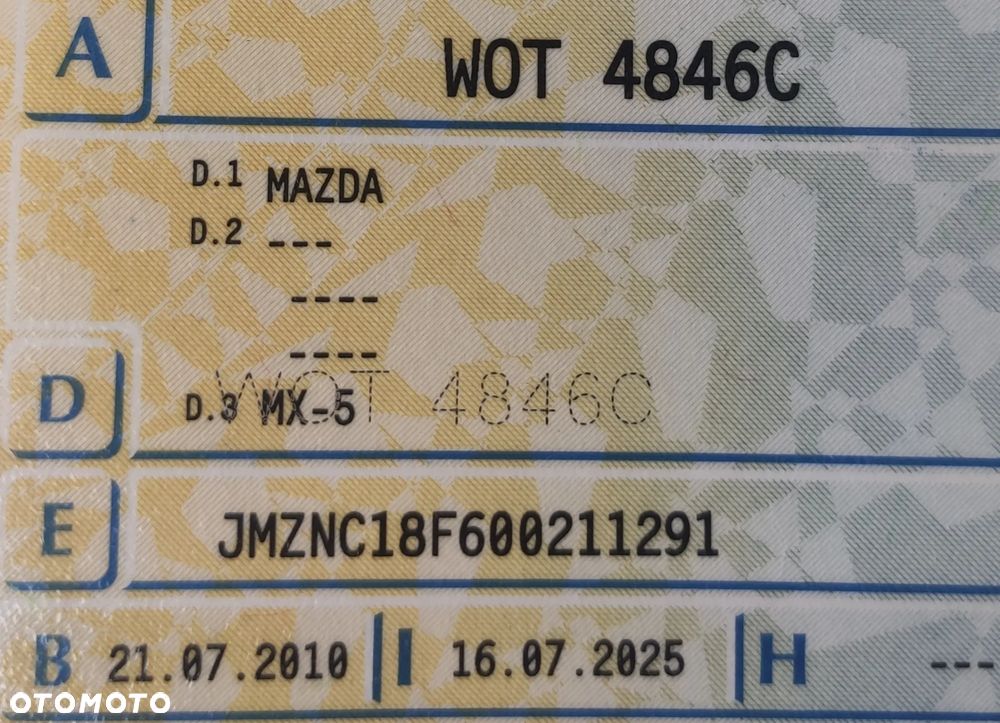 A WOT 4846C
D.1 MAZDA
D.2 ---
----
----
WOT 4846C
D D.3 MX-5
E JMZNC18F600211291
B 21.07.2010 I 16.07.2025 H ---
OTOMOTO